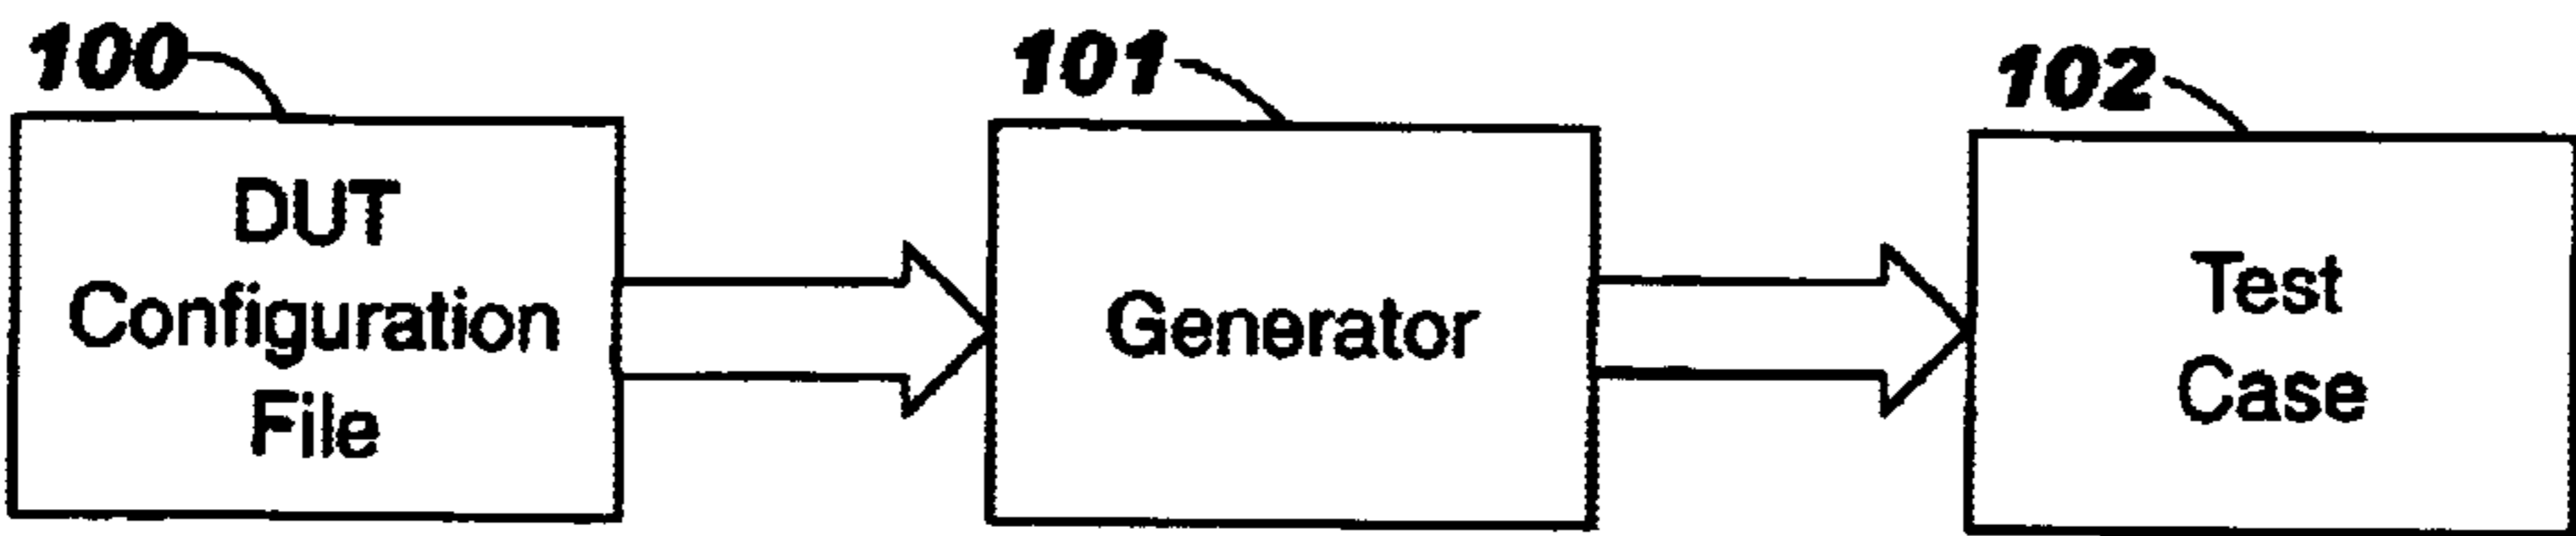 100
DUT
Configuration
File
101
Generator
102
Test
Case